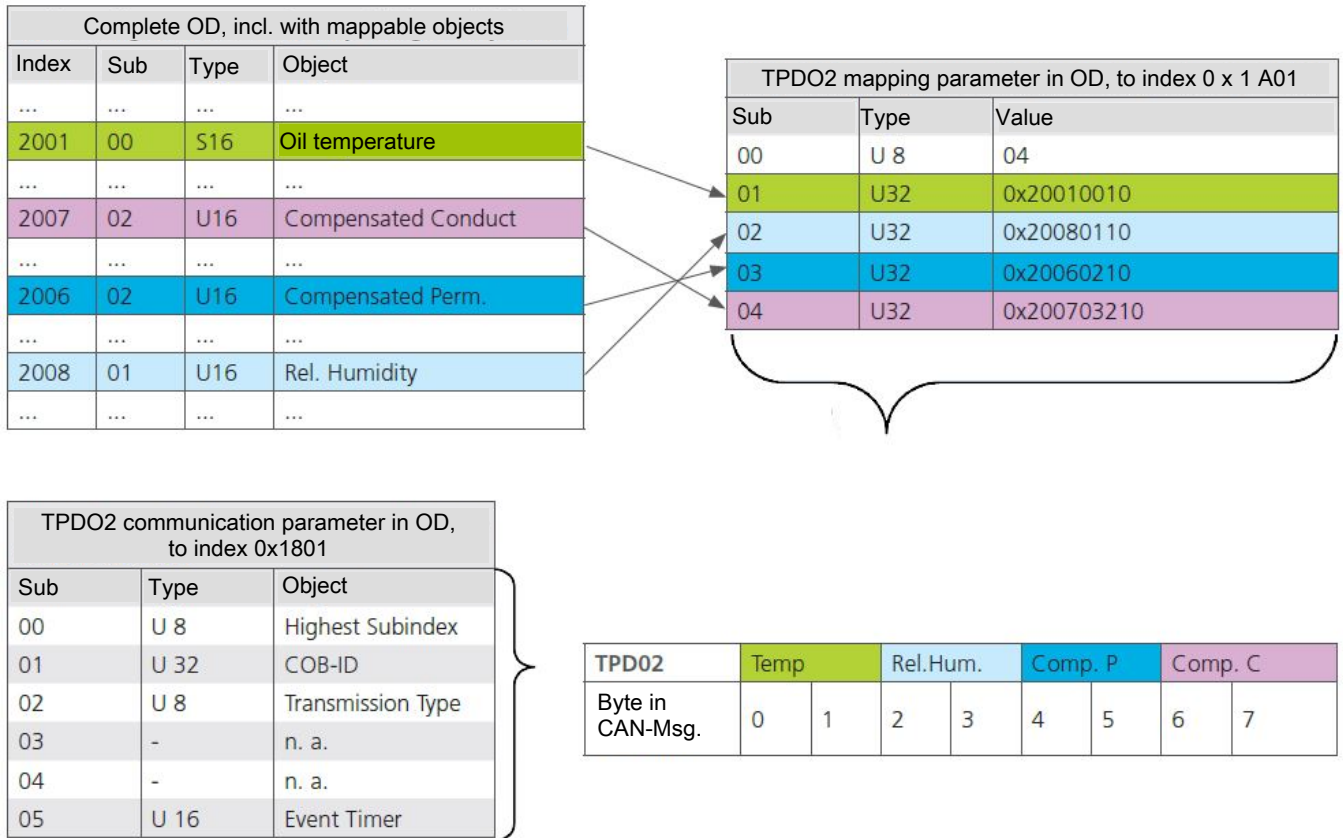 Complete OD, incl. with mappable objects
Index Sub Type Object
... ... ... ...
2001 00 S16 Oil temperature
... ... ... ...
2007 02 U16 Compensated Conduct
... ... ... ...
2006 02 U16 Compensated Perm.
... ... ... ...
2008 01 U16 Rel. Humidity
... ... ... ...
TPDO2 mapping parameter in OD, to index 0 x 1 A01
Sub Type Value
00 U 8 04
01 U32 0x20010010
02 U32 0x20080110
03 U32 0x20060210
04 U32 0x200703210
TPDO2 communication parameter in OD,
to index 0x1801
Sub Type Object
00 U 8 Highest Subindex
01 U 32 COB-ID
02 U 8 Transmission Type
03 - n. a.
04 - n. a.
05 U 16 Event Timer
TPD02 Temp Rel.Hum. Comp. P Comp. C
Byte in
CAN-Msg. 0 1 2 3 4 5 6 7